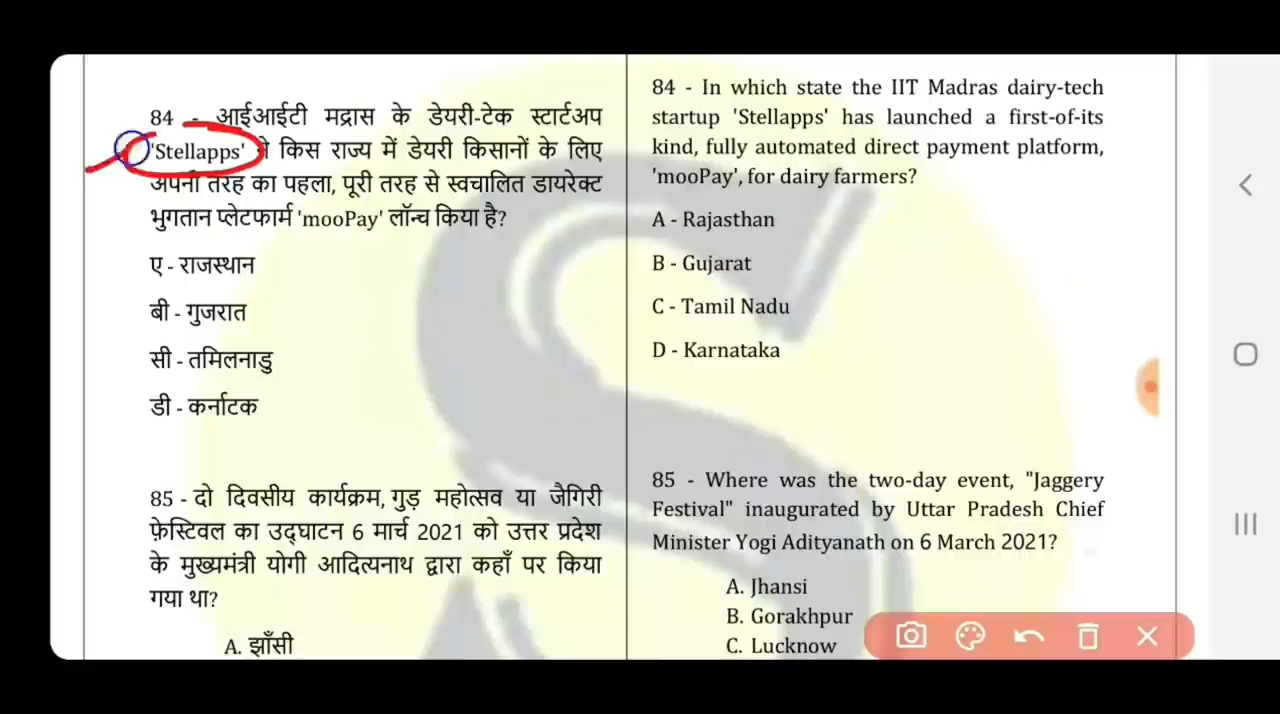 84 - आईआईटी मद्रास के डेयरी-टेक स्टार्टअप
'Stellapps' ने किस राज्य में डेयरी किसानों के लिए
अपनी तरह का पहला, पूरी तरह से स्वचालित डायरेक्ट
भुगतान प्लेटफार्म 'mooPay' लॉन्च किया है?
ए - राजस्थान
बी - गुजरात
सी - तमिलनाडु
डी - कर्नाटक
85 - दो दिवसीय कार्यक्रम, गुड़ महोत्सव या जैगिरी
फ़ेस्टिवल का उद्घाटन 6 मार्च 2021 को उत्तर प्रदेश
के मुख्यमंत्री योगी आदित्यनाथ द्वारा कहाँ पर किया
गया था?
A. झाँसी
84 - In which state the IIT Madras dairy-tech
startup 'Stellapps' has launched a first-of-its
kind, fully automated direct payment platform,
'mooPay', for dairy farmers?
A - Rajasthan
B - Gujarat
C - Tamil Nadu
D - Karnataka
85 - Where was the two-day event, "Jaggery
Festival" inaugurated by Uttar Pradesh Chief
Minister Yogi Adityanath on 6 March 2021?
A. Jhansi
B. Gorakhpur
C. Lucknow